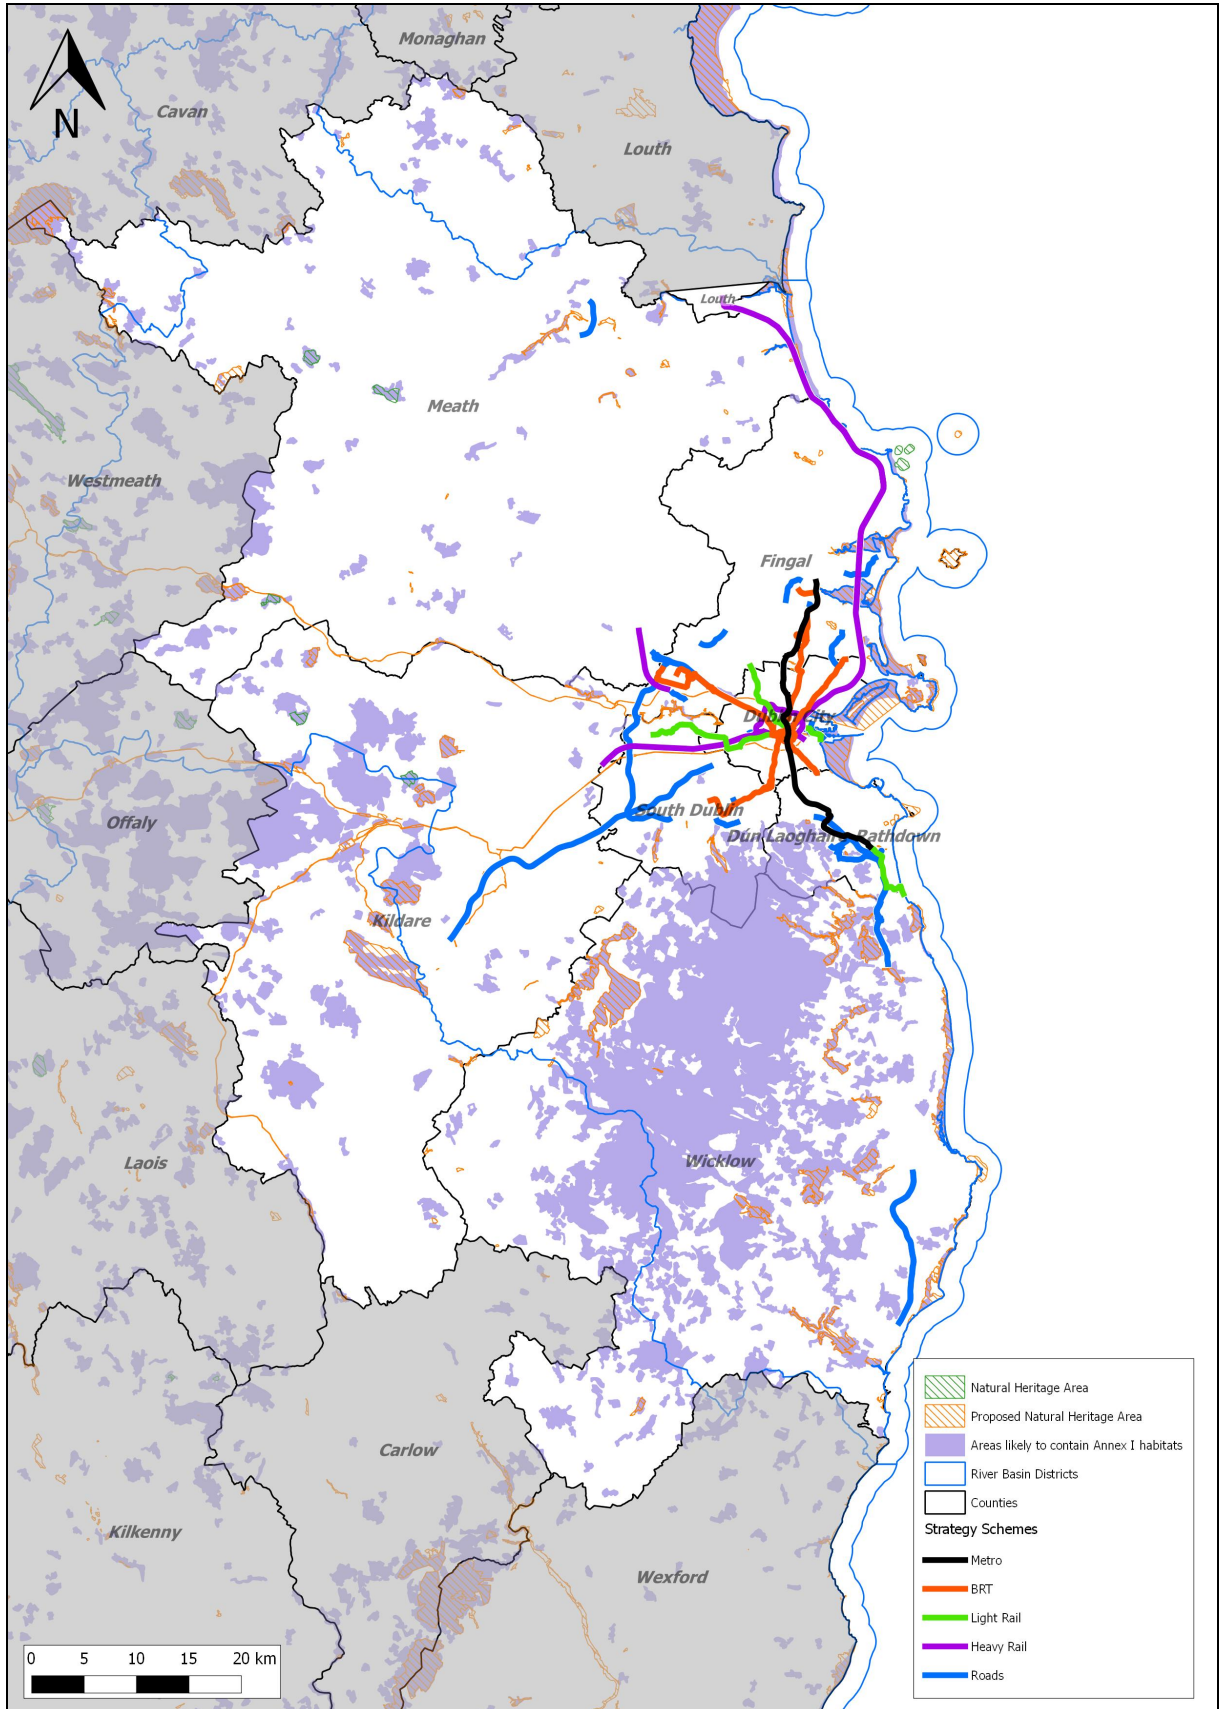 Monaghan
N
Cavan
Louth
Louth
Meath
Westmeath
Fingal
Dublin City
Offaly
South Dublin
Dún Laoghaire Rathdown
Kildare
Laois
Wicklow
Carlow
Kilkenny
Wexford
Natural Heritage Area
Proposed Natural Heritage Area
Areas likely to contain Annex I habitats
River Basin Districts
Counties
Strategy Schemes
Metro
BRT
Light Rail
Heavy Rail
Roads
0 5 10 15 20 km